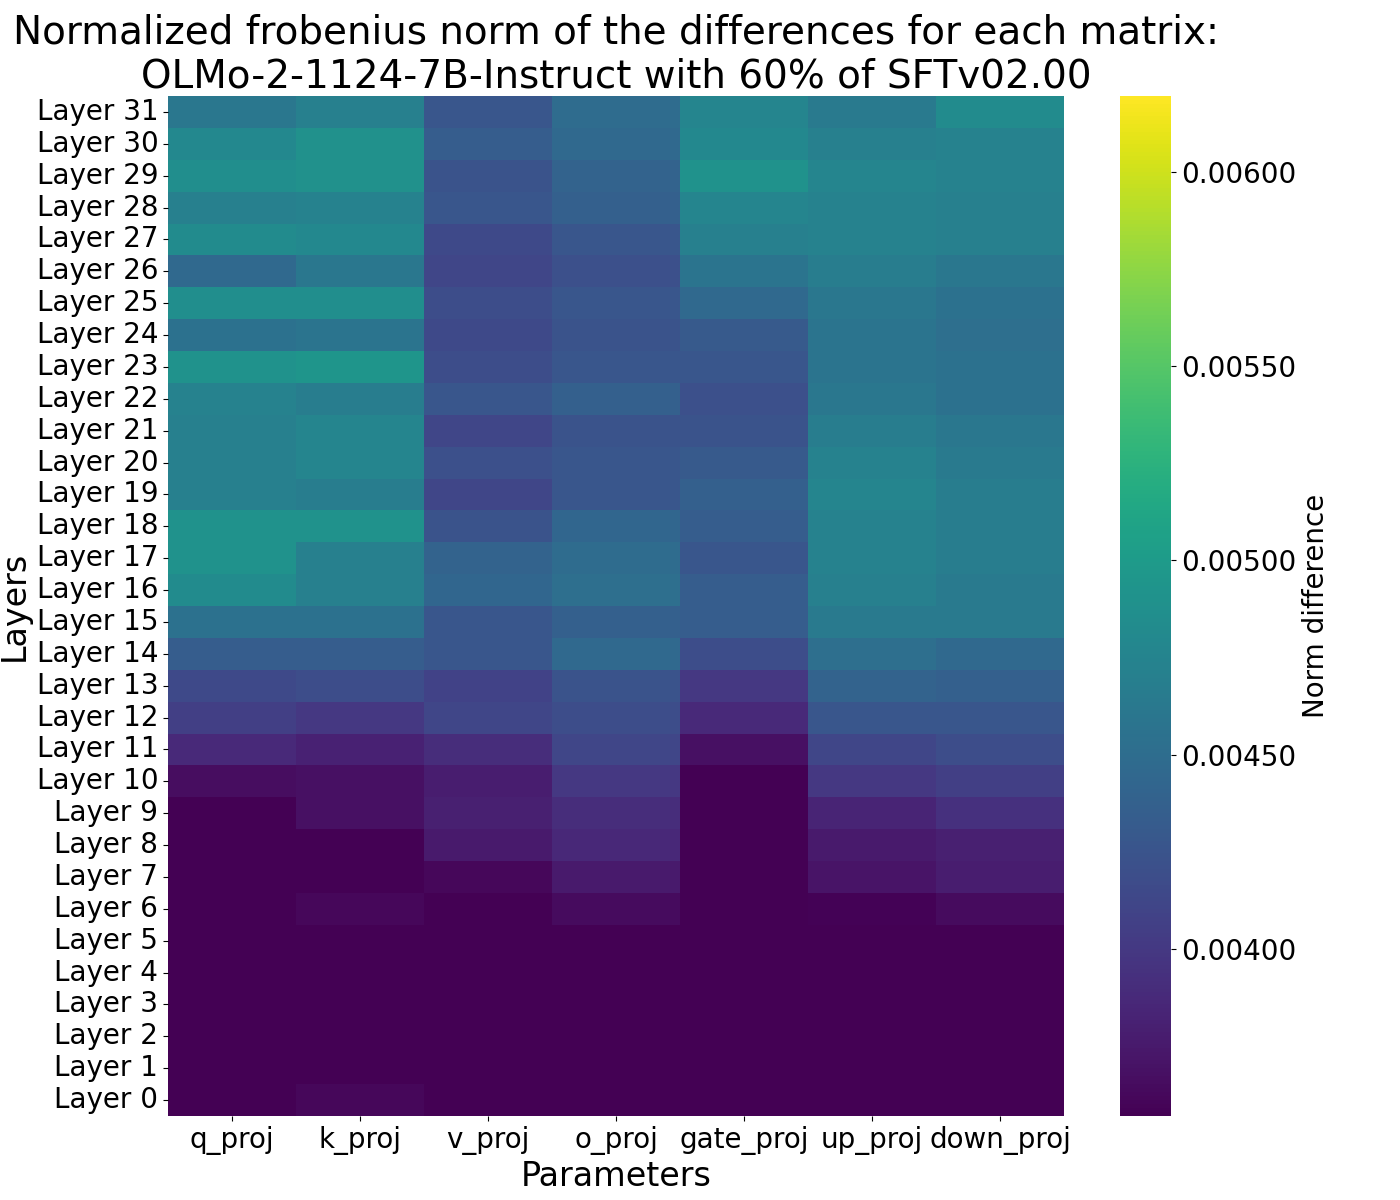 Normalized frobenius norm of the differences for each matrix:
OLMo-2-1124-7B-Instruct with 60% of SFTv02.00
Layers
Layer 31
Layer 30
Layer 29
Layer 28
Layer 27
Layer 26
Layer 25
Layer 24
Layer 23
Layer 22
Layer 21
Layer 20
Layer 19
Layer 18
Layer 17
Layer 16
Layer 15
Layer 14
Layer 13
Layer 12
Layer 11
Layer 10
Layer 9
Layer 8
Layer 7
Layer 6
Layer 5
Layer 4
Layer 3
Layer 2
Layer 1
Layer 0
q_proj k_proj v_proj o_proj gate_proj up_proj down_proj
Parameters
0.00600
0.00550
0.00500
0.00450
0.00400
Norm difference